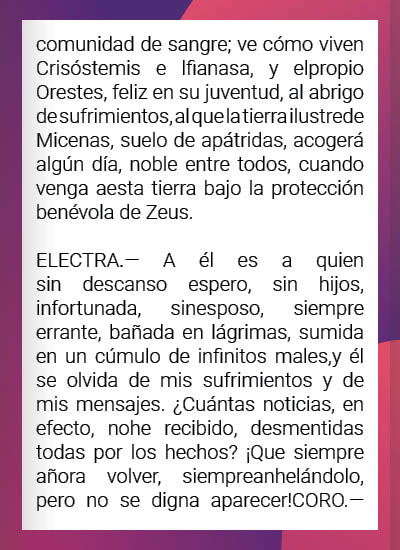 comunidad de sangre; ve cómo viven
Crisóstemis e Ifianasa, y elpropio
Orestes, feliz en su juventud, al abrigo
de sufrimientos, al que la tierra ilustre de
Micenas, suelo de apátridas, acogerá
algún día, noble entre todos, cuando
venga aesta tierra bajo la protección
benévola de Zeus.
ELECTRA.— A él es a quien
sin descanso espero, sin hijos,
infortunada, sinesposo, siempre
errante, bañada en lágrimas, sumida
en un cúmulo de infinitos males,y él
se olvida de mis sufrimientos y de
mis mensajes. ¿Cuántas noticias, en
efecto, nohe recibido, desmentidas
todas por los hechos? ¡Que siempre
añora volver, siempreanhelándolo,
pero no se digna aparecer!CORO.—